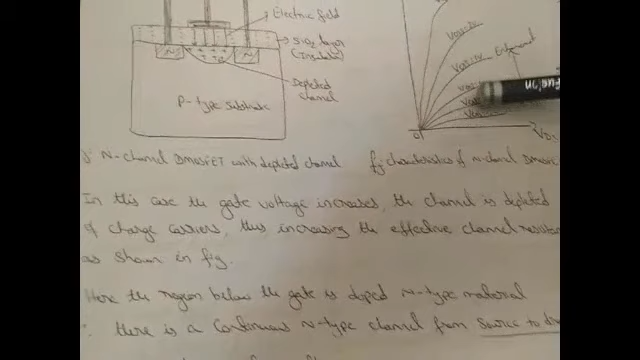 Electric field
SiO2 layer
(Insulator)
N+
N+
Depleted
channel
P-type substrate
0
VDS
Fusion
N-channel DMOSFET with depleted channel
fig: characteristics of N-channel DMOSFET
In this case the gate voltage increases, the channel is depleted
of charge carriers, thus increasing the effective channel
as shown in fig.
Here the region below the gate is doped N-type material
There is a continuous N-type channel from source to